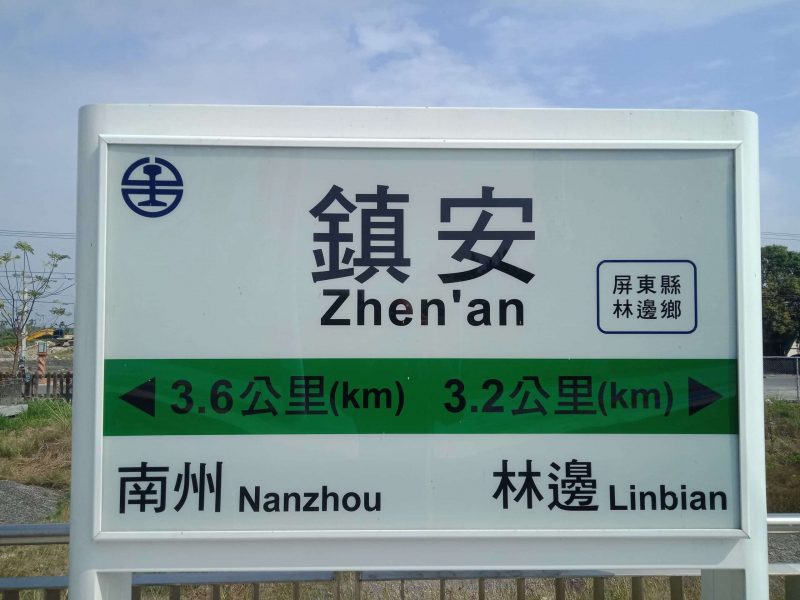 鎮安
Zhen'an
屏東縣
林邊鄉
3.6公里(km) 3.2公里(km)
南州 Nanzhou 林邊 Linbian